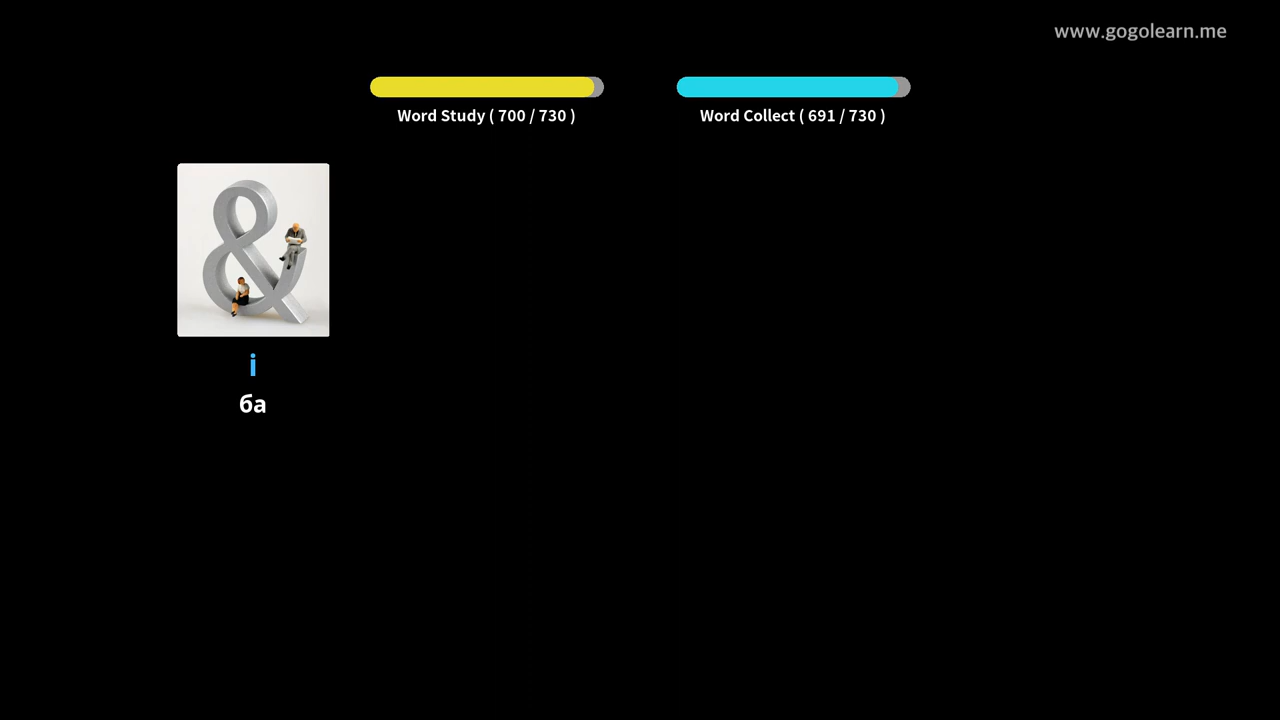 www.gogolearn.me
Word Study ( 700 / 730 )
Word Collect ( 691 / 730 )
&
i
ба